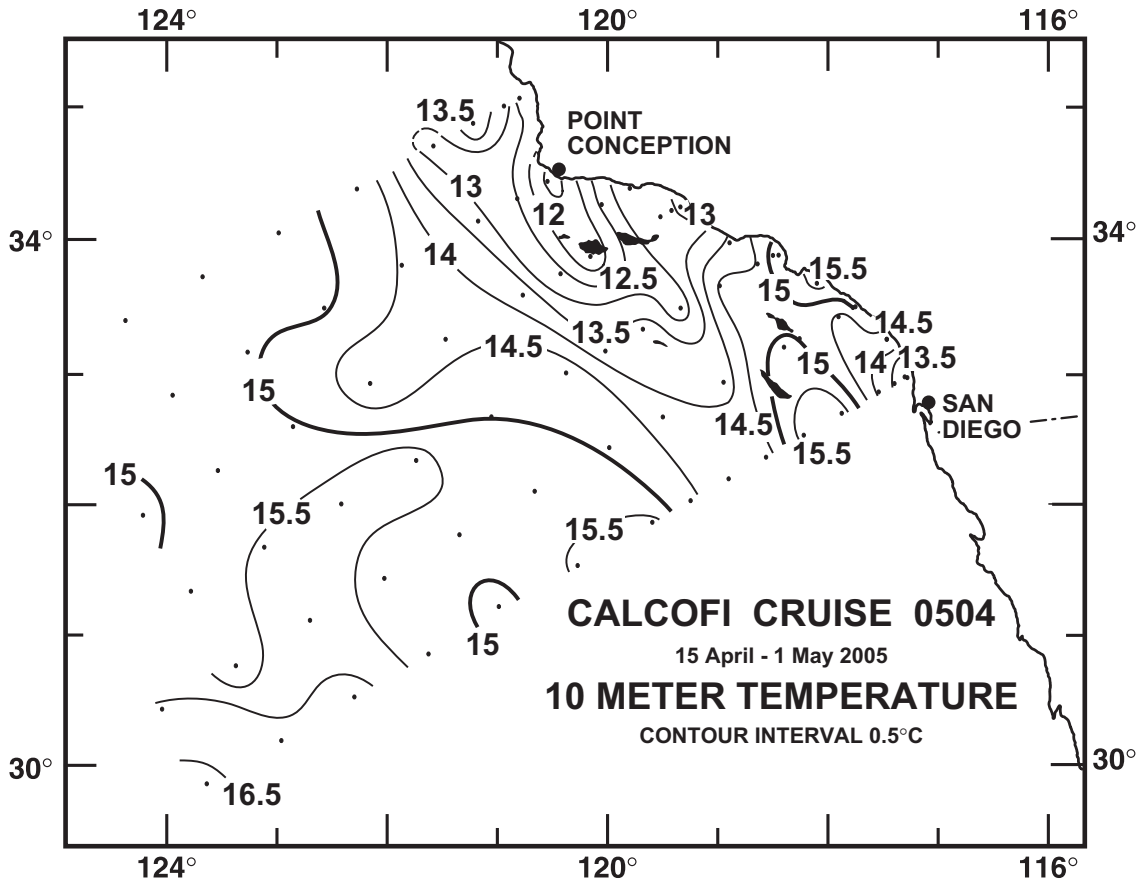 124° 120° 116°
13.5
POINT
CONCEPTION
13
12
13
34° 14 34°
12.5
15.5
15
14.5
13.5
14.5
15
14
13.5
15
SAN
DIEGO
14.5
15.5
15
15.5
15.5
CALCOFI CRUISE 0504
15
15 April - 1 May 2005
10 METER TEMPERATURE
CONTOUR INTERVAL 0.5°C
30° 30°
16.5
124° 120° 116°